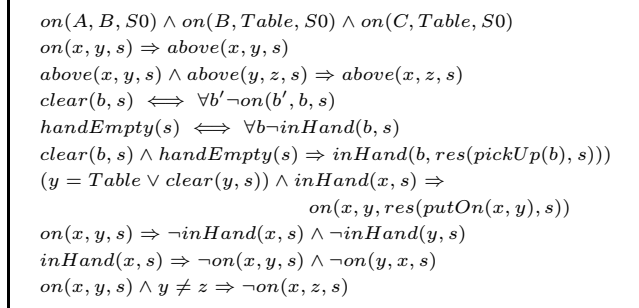 on(A, B, S0) ∧ on(B, Table, S0) ∧ on(C, Table, S0)
on(x, y, s) ⇒ above(x, y, s)
above(x, y, s) ∧ above(y, z, s) ⇒ above(x, z, s)
clear(b, s) ⟺ ∀b′¬on(b′, b, s)
handEmpty(s) ⟺ ∀b¬inHand(b, s)
clear(b, s) ∧ handEmpty(s) ⇒ inHand(b, res(pickUp(b), s)))
(y = Table ∨ clear(y, s)) ∧ inHand(x, s) ⇒
on(x, y, res(putOn(x, y), s))
on(x, y, s) ⇒ ¬inHand(x, s) ∧ ¬inHand(y, s)
inHand(x, s) ⇒ ¬on(x, y, s) ∧ ¬on(y, x, s)
on(x, y, s) ∧ y ≠ z ⇒ ¬on(x, z, s)